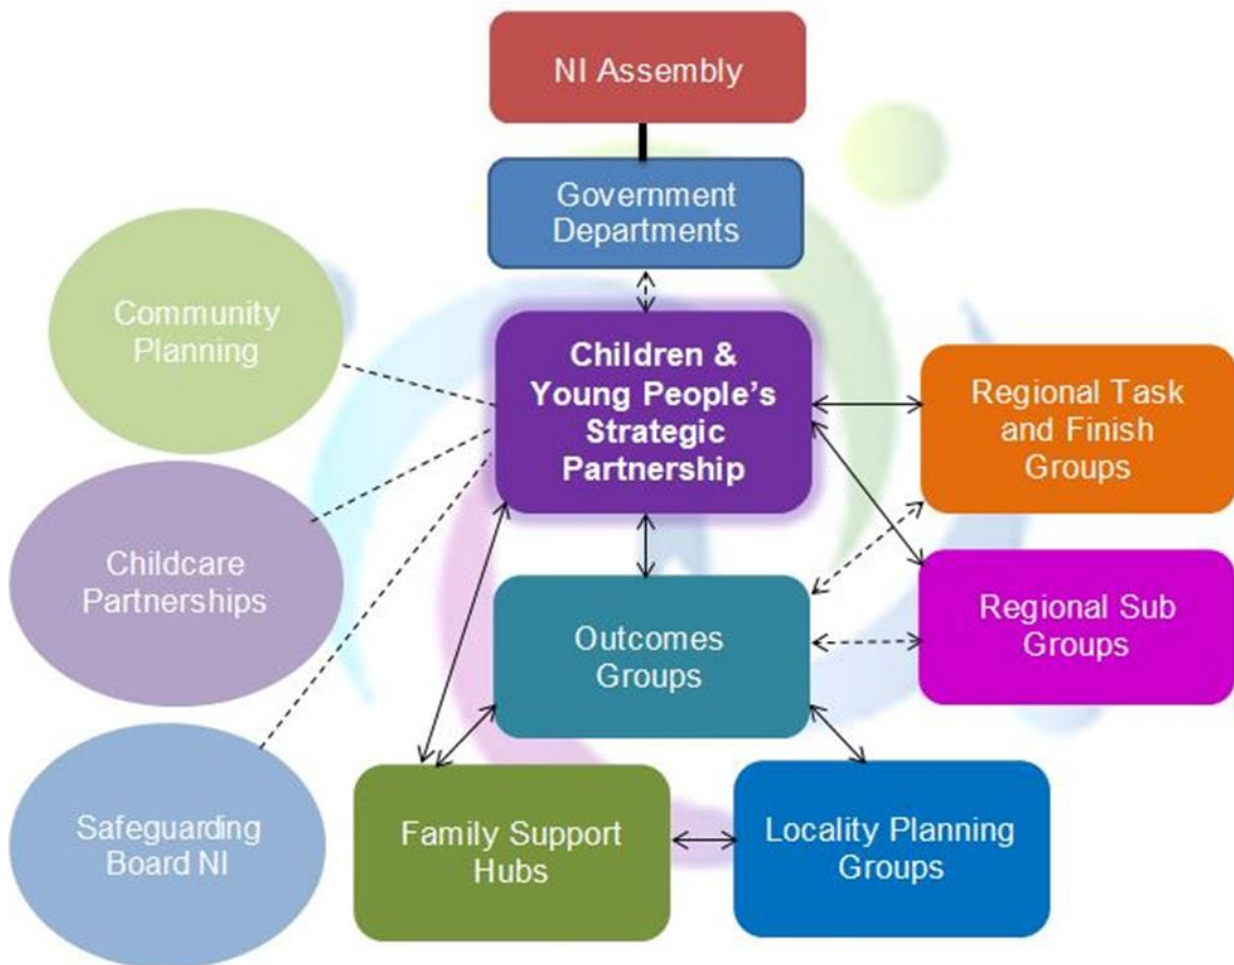 NI Assembly
Government
Departments
Community
Planning
Children &
Young People's
Strategic
Partnership
Regional Task
and Finish
Groups
Childcare
Partnerships
Outcomes
Groups
Regional Sub
Groups
Safeguarding
Board NI
Family Support
Hubs
Locality Planning
Groups